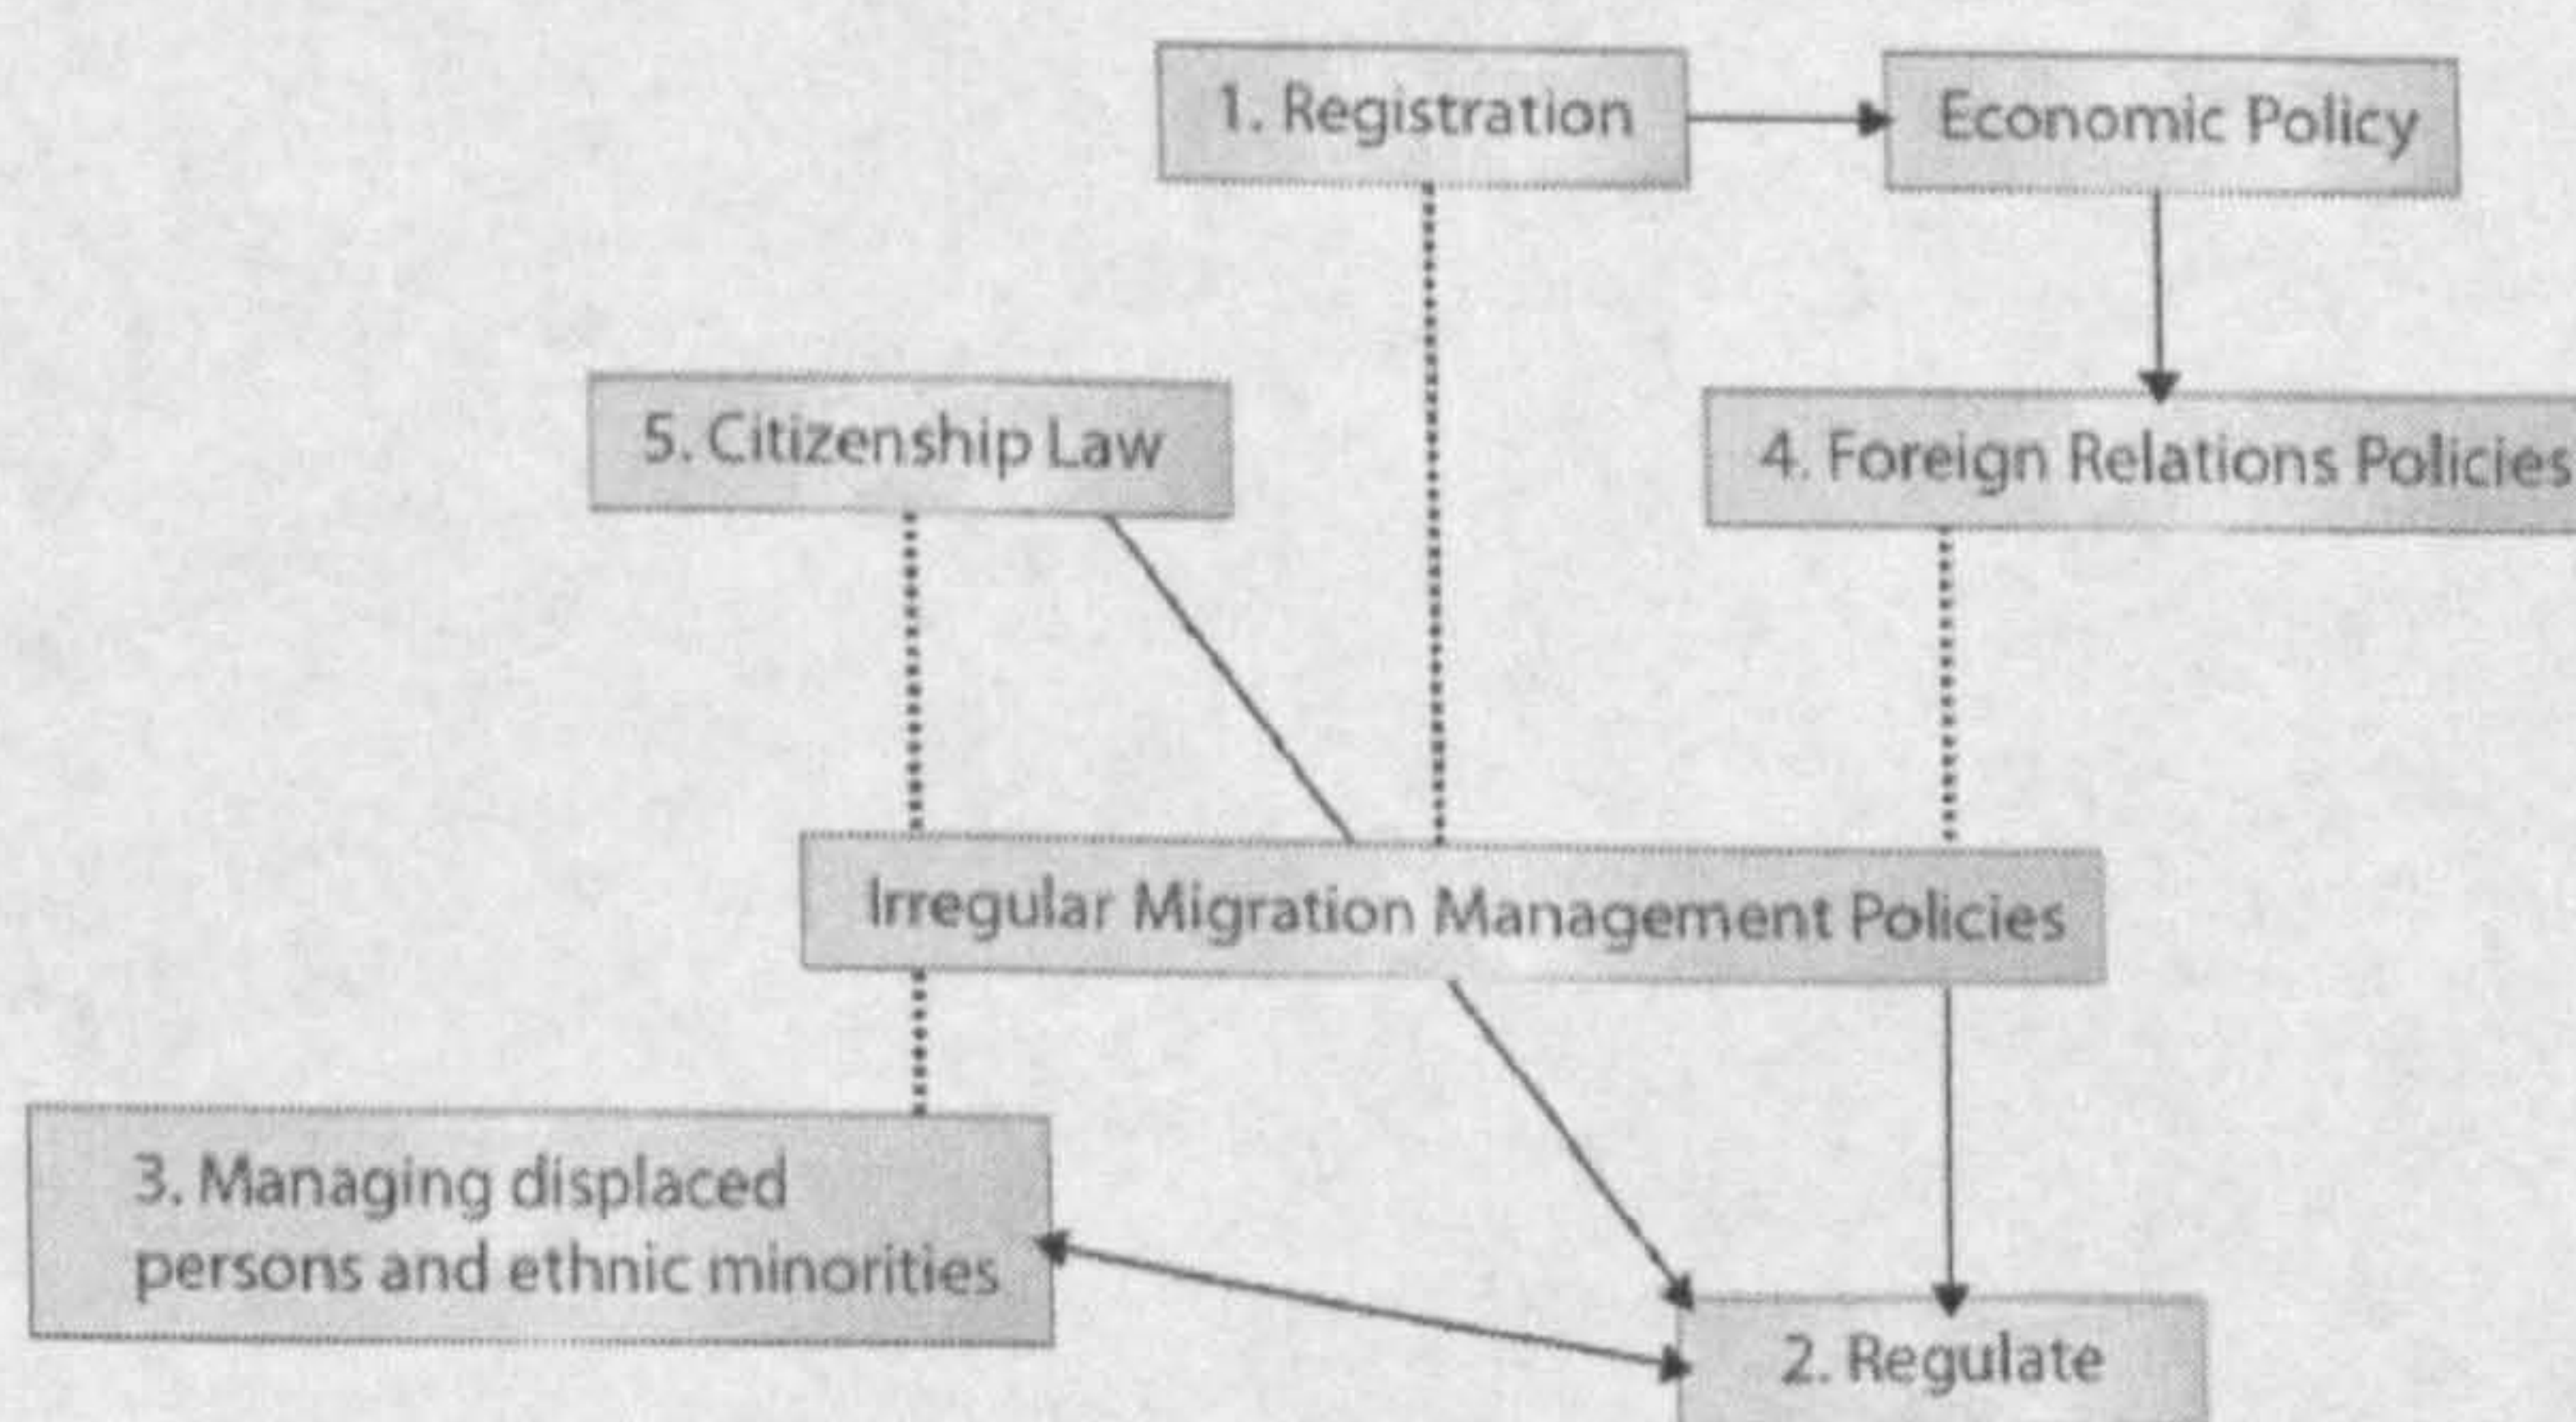 1. Registration
Economic Policy
5. Citizenship Law
4. Foreign Relations Policies
Irregular Migration Management Policies
3. Managing displaced
persons and ethnic minorities
2. Regulate